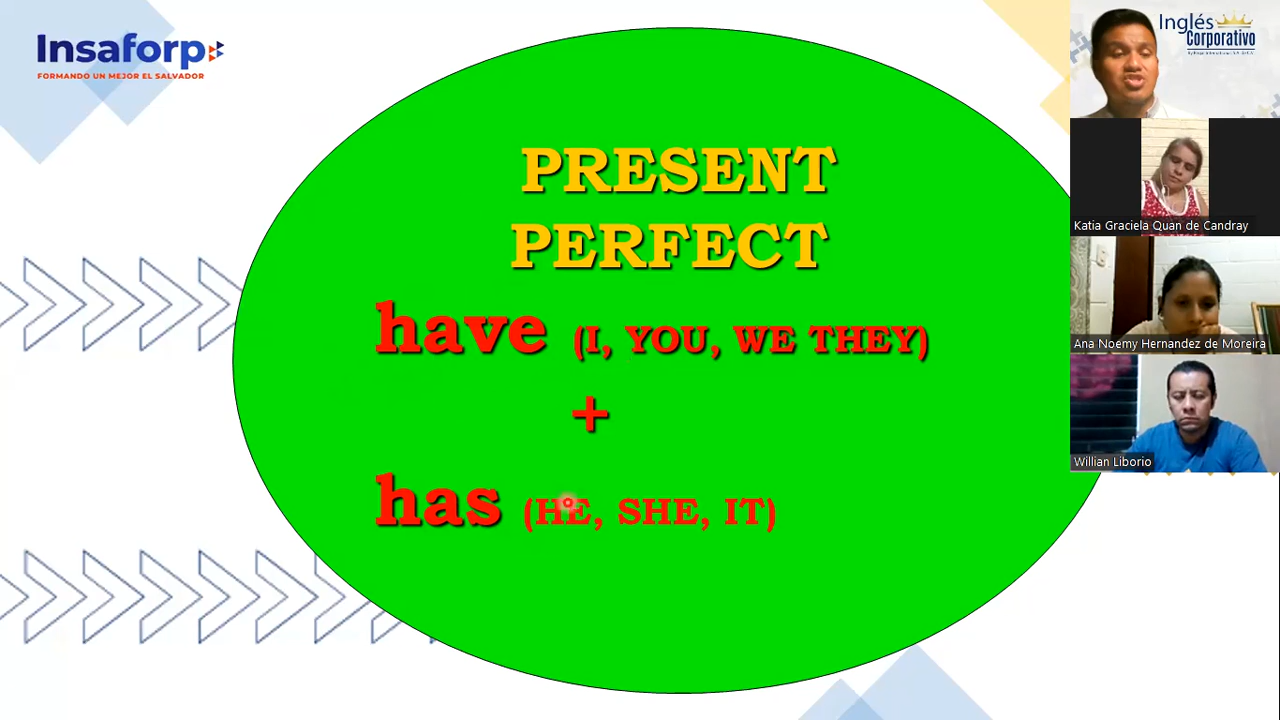 Insaforp
FORMANDO UN MEJOR EL SALVADOR
PRESENT
PERFECT
have (I, YOU, WE THEY)
+
has (HE, SHE, IT)
Inglés
Corporativo
Katia Graciela Quan de Candray
Ana Noemy Hernandez de Moreira
Willian Liborio